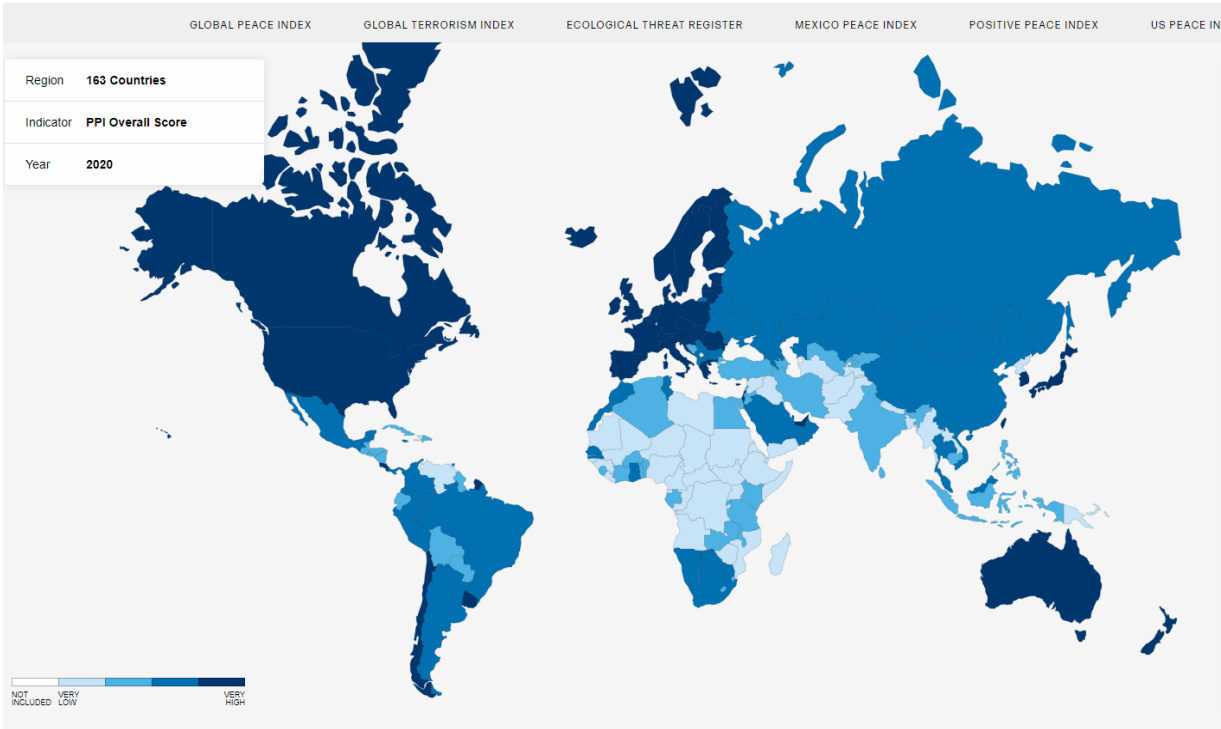 GLOBAL PEACE INDEX GLOBAL TERRORISM INDEX ECOLOGICAL THREAT REGISTER MEXICO PEACE INDEX POSITIVE PEACE INDEX US PEACE IN
Region 163 Countries
Indicator PPI Overall Score
Year 2020
NOT INCLUDED
VERY LOW
VERY HIGH